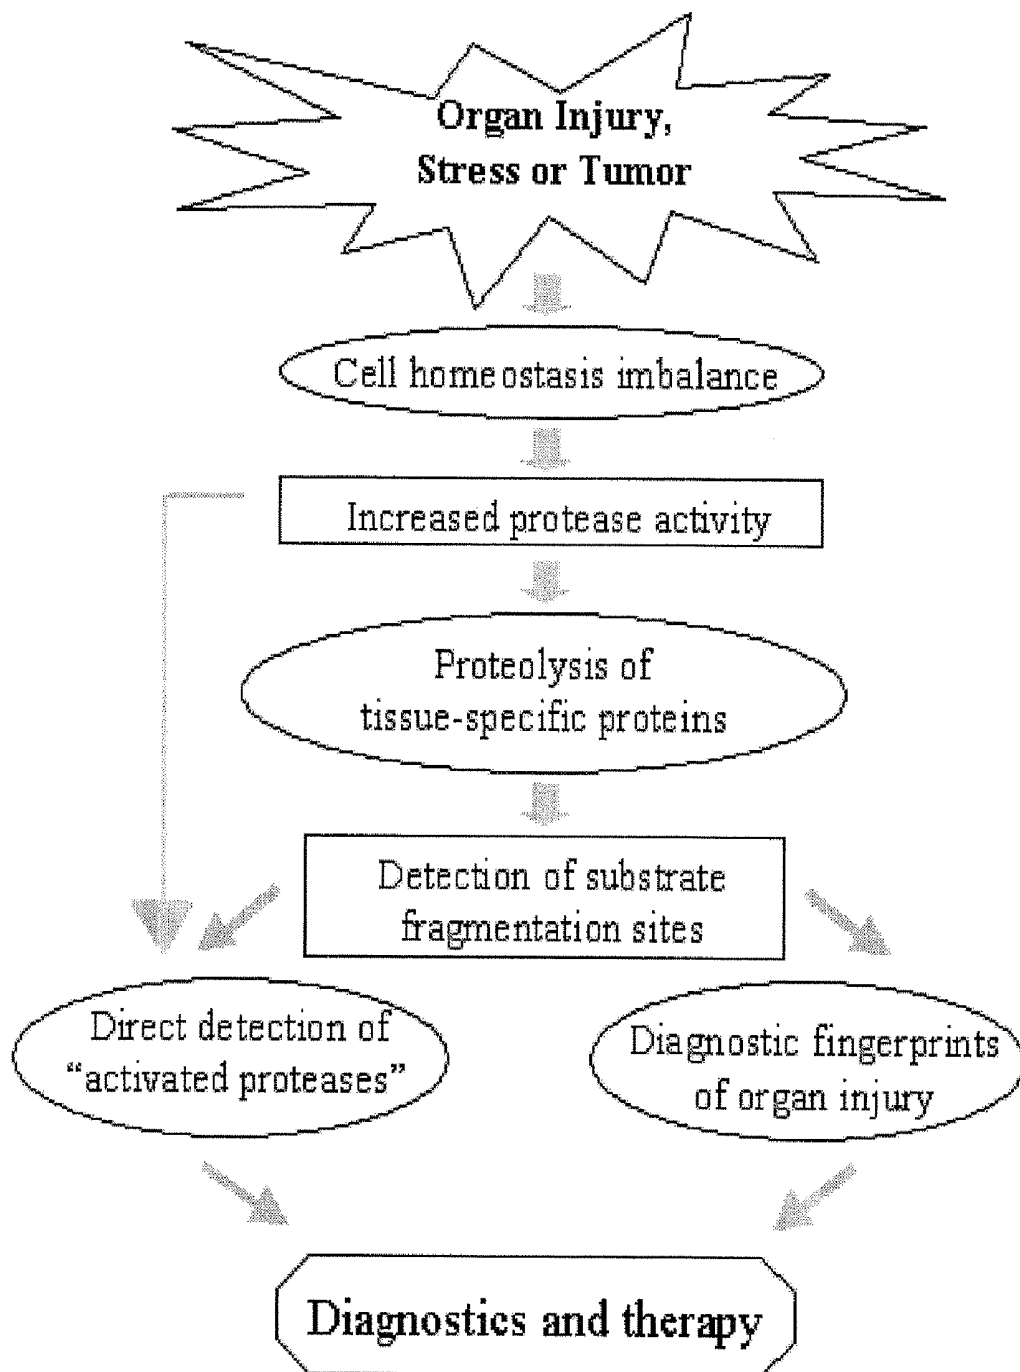 Organ Injury,
Stress or Tumor
Cell homeostasis imbalance
Increased protease activity
Proteolysis of
tissue-specific proteins
Detection of substrate
fragmentation sites
Direct detection of
“activated proteases”
Diagnostic fingerprints
of organ injury
Diagnostics and therapy